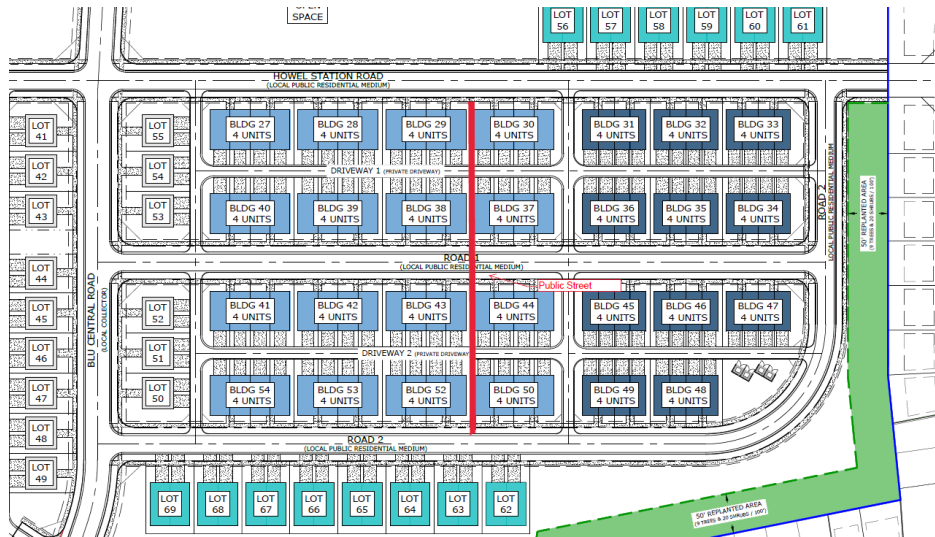 OPEN
SPACE
LOT
56
LOT
57
LOT
58
LOT
59
LOT
60
LOT
61
HOWEL STATION ROAD
(LOCAL PUBLIC RESIDENTIAL MEDIUM)
LOT
41
LOT
42
LOT
43
LOT
44
LOT
45
LOT
46
LOT
47
LOT
48
LOT
49
BLU CENTRAL ROAD
(LOCAL COLLECTOR)
LOT
55
LOT
54
LOT
53
LOT
52
LOT
51
LOT
50
BLDG 27
4 UNITS
BLDG 28
4 UNITS
BLDG 29
4 UNITS
BLDG 30
4 UNITS
BLDG 31
4 UNITS
BLDG 32
4 UNITS
BLDG 33
4 UNITS
DRIVEWAY 1 (PRIVATE DRIVEWAY)
BLDG 40
4 UNITS
BLDG 39
4 UNITS
BLDG 38
4 UNITS
BLDG 37
4 UNITS
BLDG 36
4 UNITS
BLDG 35
4 UNITS
BLDG 34
4 UNITS
ROAD 2
(LOCAL PUBLIC RESIDENTIAL MEDIUM
50' REPLANTED AREA
(9 TREES & 20 SHRUBS / 100')
ROAD 1
(LOCAL PUBLIC RESIDENTIAL MEDIUM)
Public Street
BLDG 41
4 UNITS
BLDG 42
4 UNITS
BLDG 43
4 UNITS
BLDG 44
4 UNITS
BLDG 45
4 UNITS
BLDG 46
4 UNITS
BLDG 47
4 UNITS
DRIVEWAY 2 (PRIVATE DRIVEWAY
BLDG 54
4 UNITS
BLDG 53
4 UNITS
BLDG 52
4 UNITS
BLDG 50
4 UNITS
BLDG 49
4 UNITS
BLDG 48
4 UNITS
ROAD 2
(LOCAL PUBLIC RESIDENTIAL MEDIUM)
LOT
69
LOT
68
LOT
67
LOT
66
LOT
65
LOT
64
LOT
63
LOT
62
50' REPLANTED AREA
(9 TREES & 20 SHRUBS / 100')